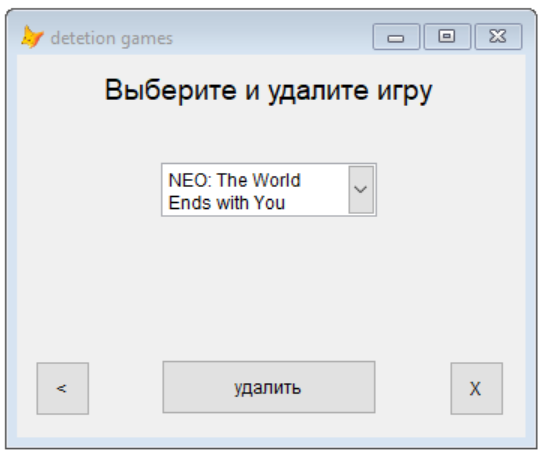 detetion games
Выберите и удалите игру
NEO: The World
Ends with You
<
удалить
X